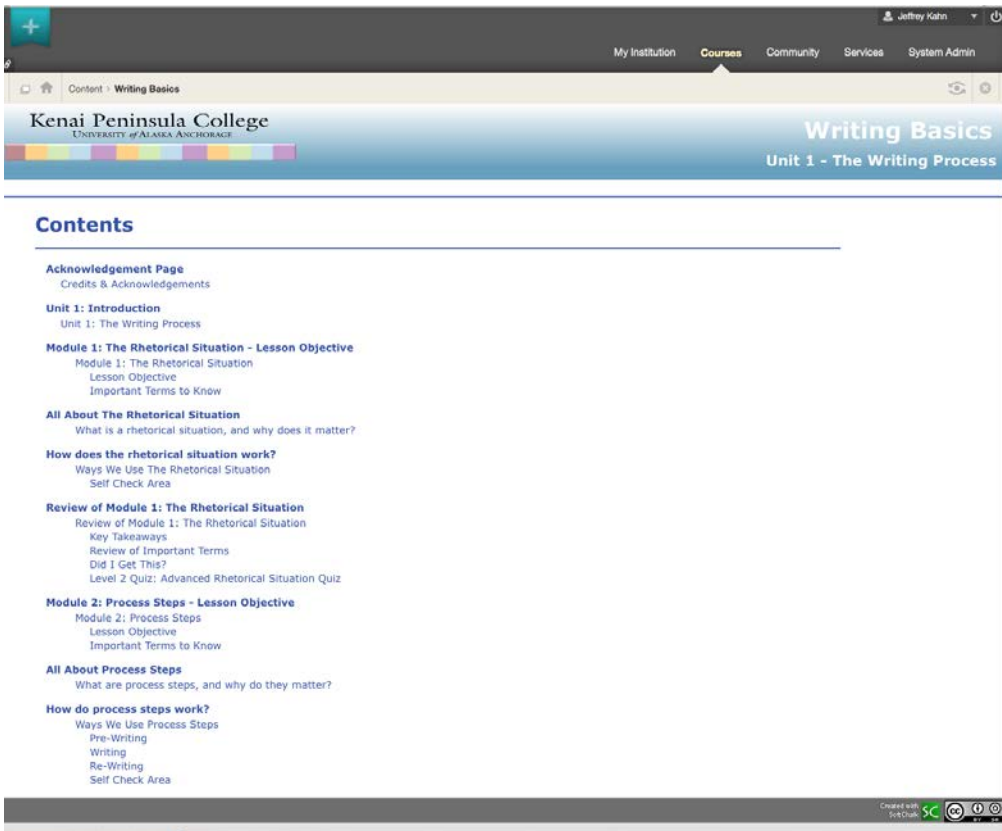 Jeffrey Kahn
My Institution Courses Community Services System Admin
Content › Writing Basics
Kenai Peninsula College
UNIVERSITY of ALASKA ANCHORAGE
Writing Basics
Unit 1 - The Writing Process
Contents
Acknowledgement Page
Credits & Acknowledgements
Unit 1: Introduction
Unit 1: The Writing Process
Module 1: The Rhetorical Situation - Lesson Objective
Module 1: The Rhetorical Situation
Lesson Objective
Important Terms to Know
All About The Rhetorical Situation
What is a rhetorical situation, and why does it matter?
How does the rhetorical situation work?
Ways We Use The Rhetorical Situation
Self Check Area
Review of Module 1: The Rhetorical Situation
Review of Module 1: The Rhetorical Situation
Key Takeaways
Review of Important Terms
Did I Get This?
Level 2 Quiz: Advanced Rhetorical Situation Quiz
Module 2: Process Steps - Lesson Objective
Module 2: Process Steps
Lesson Objective
Important Terms to Know
All About Process Steps
What are process steps, and why do they matter?
How do process steps work?
Ways We Use Process Steps
Pre-Writing
Writing
Re-Writing
Self Check Area
Created with
SoftChalk SC cc